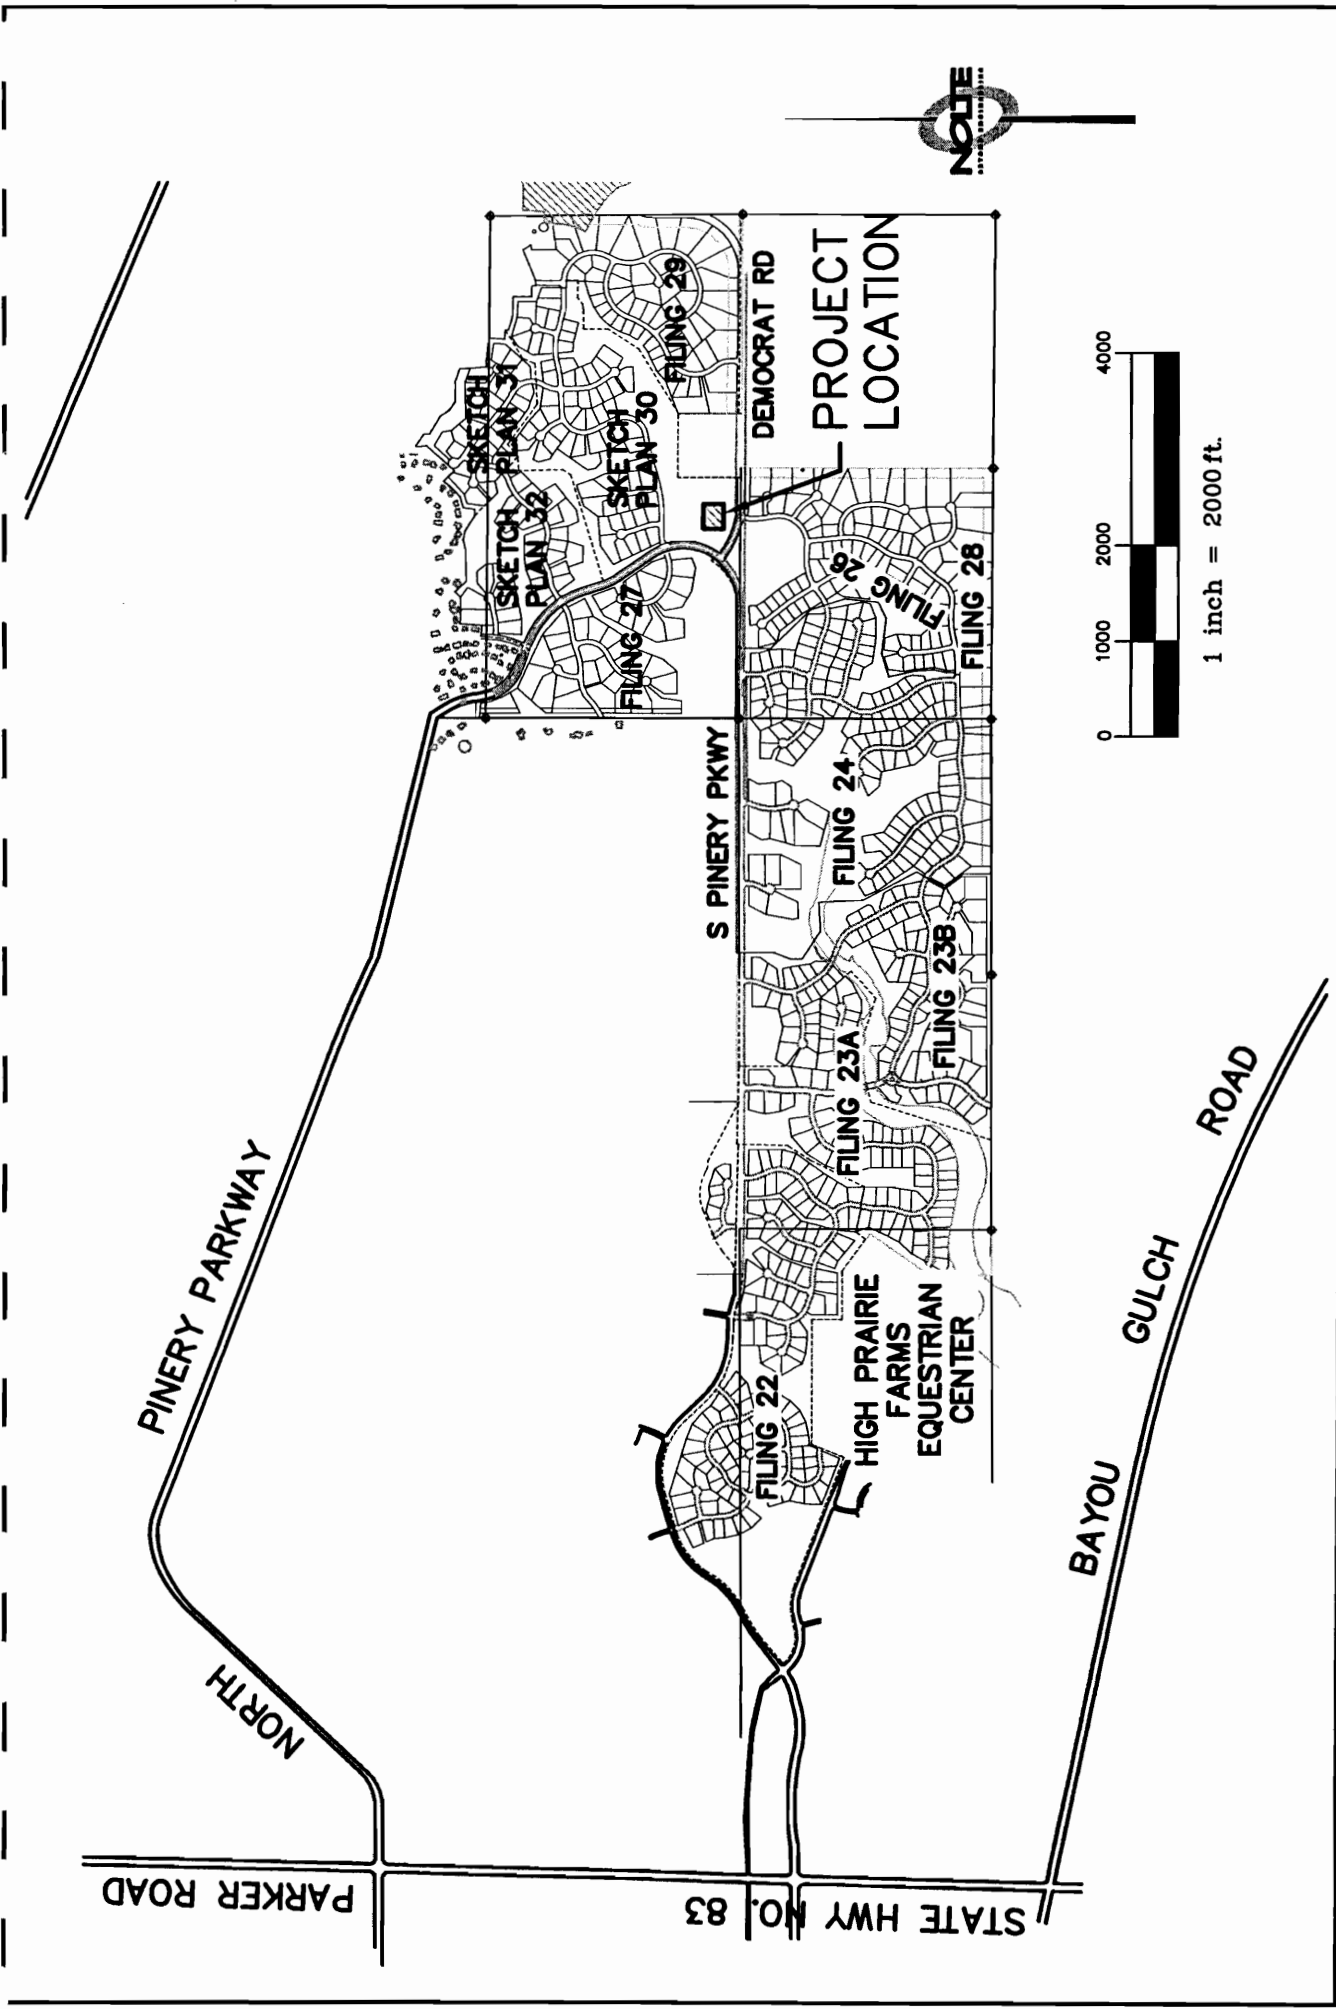 NORTH
PINERY PARKWAY
PARKER ROAD
STATE HWY NO. 83
SKETCH
PLAN 31
SKETCH
PLAN 32
SKETCH
PLAN 30
FILING 29
FILING 27
S PINERY PKWY
DEMOCRAT RD
PROJECT
LOCATION
FILING 22
FILING 23A
FILING 23B
FILING 24
FILING 26
FILING 28
HIGH PRAIRIE
FARMS
EQUESTRIAN
CENTER
BAYOU GULCH ROAD
NOLTE
0 1000 2000 4000
1 inch = 2000 ft.